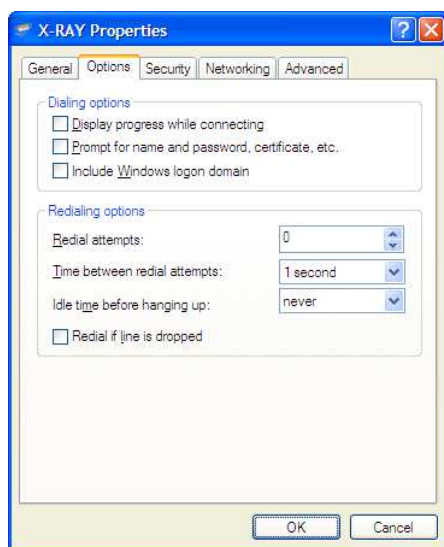 X-RAY Properties
General Options Security Networking Advanced
Dialing options
Display progress while connecting
Prompt for name and password, certificate, etc.
Include Windows logon domain
Redialing options
Redial attempts: 0
Time between redial attempts: 1 second
Idle time before hanging up: never
Redial if line is dropped
OK Cancel